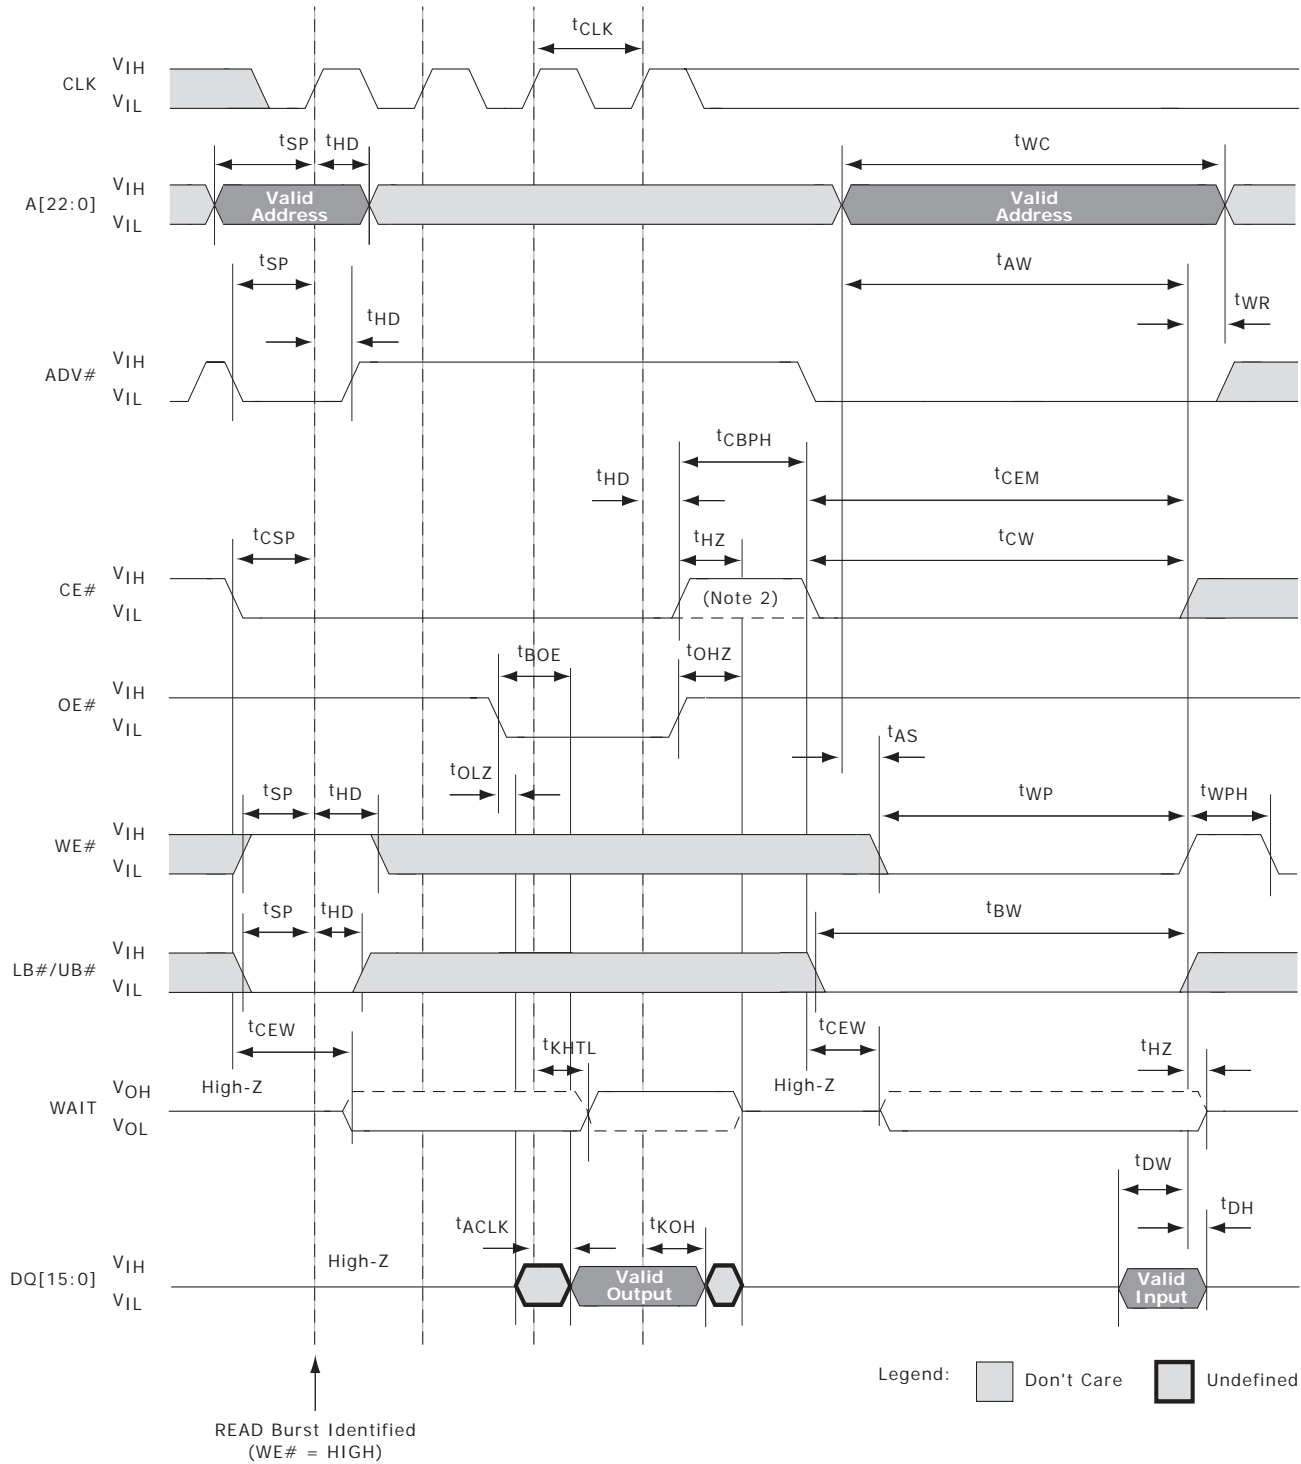 tCLK
CLK VIH
VIL
tSP tHD tWC
A[22:0] VIH
VIL
Valid Address
Valid Address
tSP tAW
tHD tWR
ADV# VIH
VIL
tCBPH
tHD tCEM
tCSP tHZ tCW
CE# VIH
VIL
(Note 2)
tBOE tOHZ
OE# VIH
VIL
tAS
tOLZ
tSP tHD tWP tWPH
WE# VIH
VIL
tSP tHD tBW
LB#/UB# VIH
VIL
tCEW tKHTL tCEW tHZ
High-Z High-Z
WAIT VOH
VOL
tDW
tACLK tKOH tDH
High-Z
DQ[15:0] VIH
VIL
Valid Output
Valid Input
Legend: Don't Care Undefined
READ Burst Identified
(WE# = HIGH)